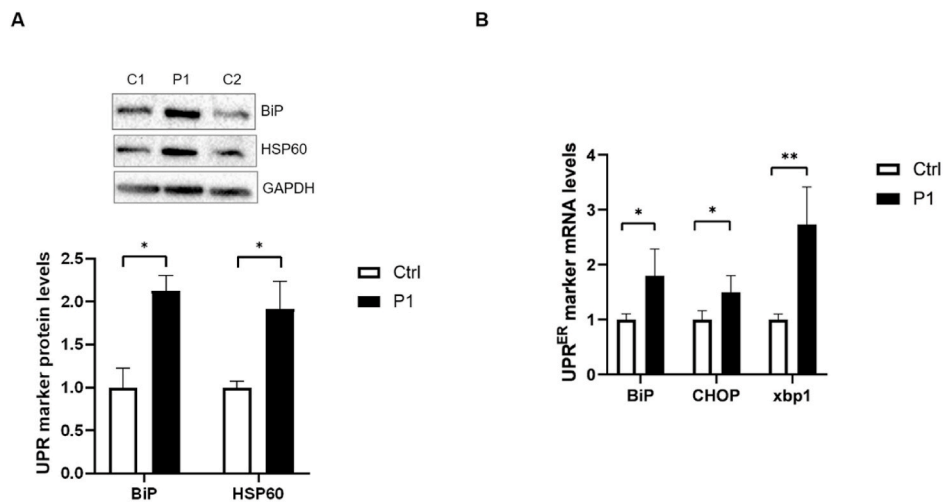 A
C1 P1 C2
BiP
HSP60
GAPDH
UPR marker protein levels
2.5
2.0
1.5
1.0
0.5
0.0
*
*
BiP HSP60
Ctrl
P1
B
UPR^ER marker mRNA levels
4
3
2
1
0
*
*
**
BiP CHOP xbp1
Ctrl
P1